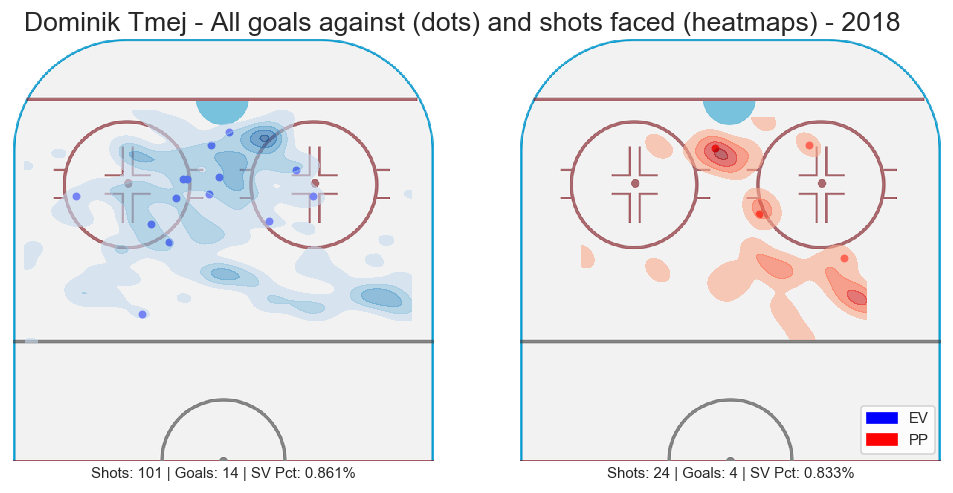 Dominik Tmej - All goals against (dots) and shots faced (heatmaps) - 2018
EV
PP
Shots: 101 | Goals: 14 | SV Pct: 0.861%
Shots: 24 | Goals: 4 | SV Pct: 0.833%